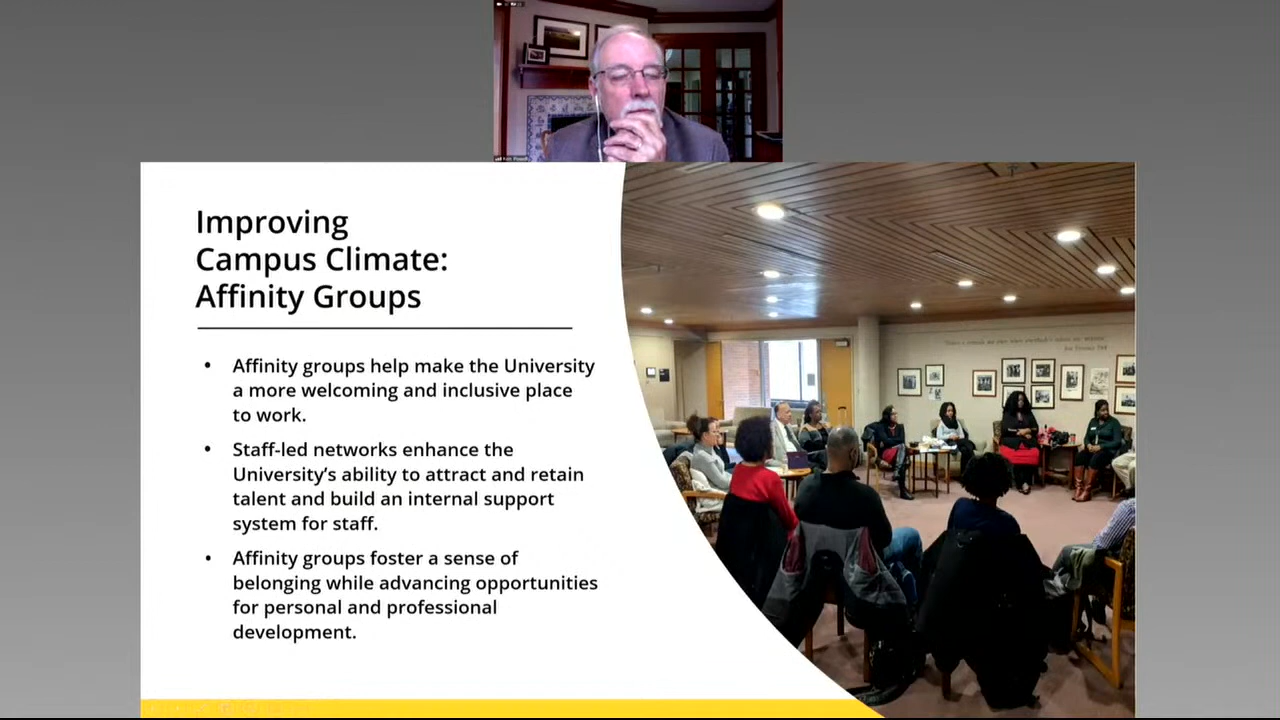 Improving
Campus Climate:
Affinity Groups
• Affinity groups help make the University
a more welcoming and inclusive place
to work.
• Staff-led networks enhance the
University's ability to attract and retain
talent and build an internal support
system for staff.
• Affinity groups foster a sense of
belonging while advancing opportunities
for personal and professional
development.